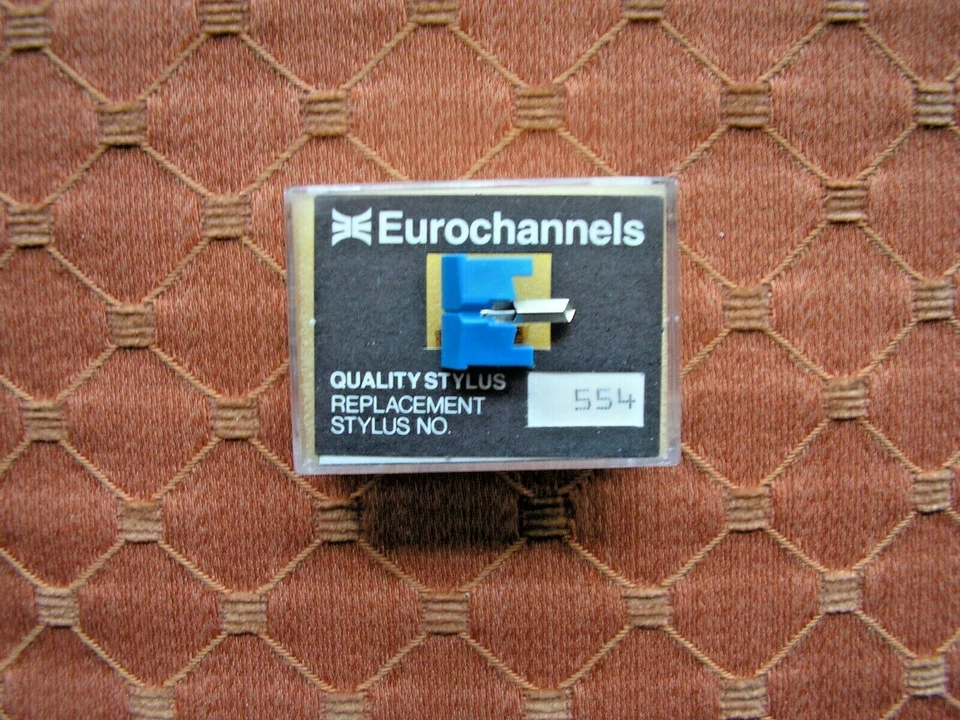 Eurochannels
QUALITY STYLUS
REPLACEMENT
STYLUS NO.
554